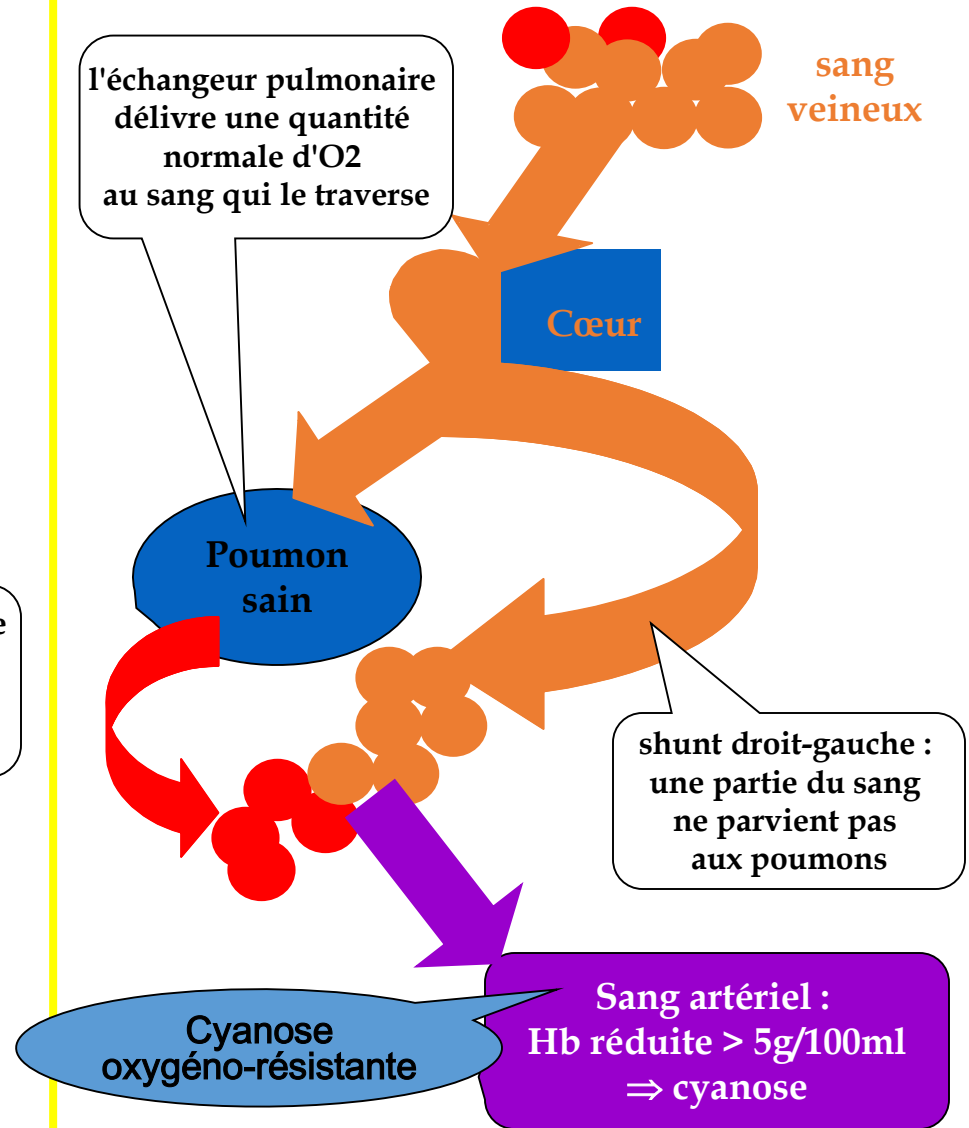 sang
veineux
l'échangeur pulmonaire
délivre une quantité
normale d'O2
au sang qui le traverse
Cœur
Poumon
sain
e
shunt droit-gauche :
une partie du sang
ne parvient pas
aux poumons
Cyanose
oxygéno-résistante
Sang artériel :
Hb réduite > 5g/100ml
⇒ cyanose